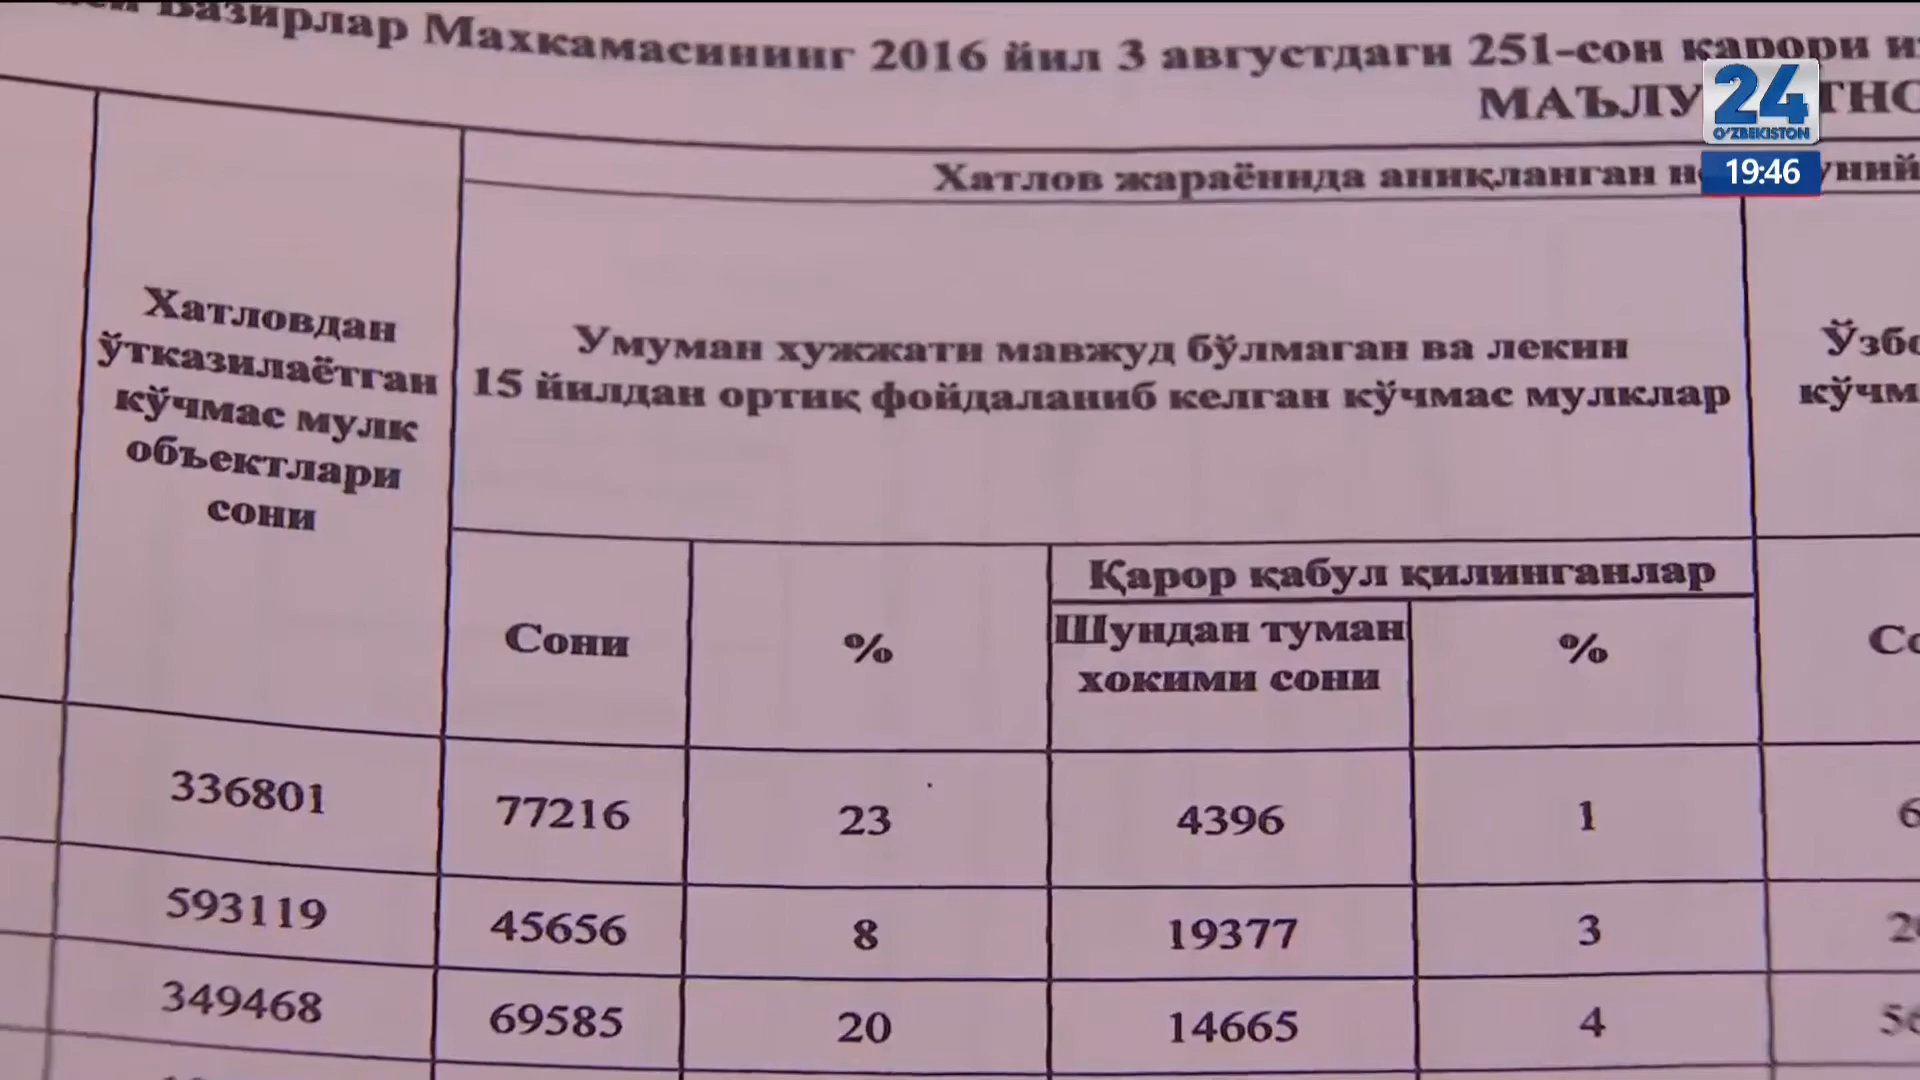 Вазирлар Махкамасининг 2016 йил 3 августдаги 251-сон қарори
24
O'ZBEKISTON
19:46
Хатлов жараёнида аниқланган
Хатловдан
ўтказилаётган
кўчмас мулк
объектлари
сони
Умуман хужжати мавжуд бўлмаган ва лекин
15 йилдан ортиқ фойдаланиб келган кўчмас мулклар
Қарор қабул қилинганлар
Сони % Шундан туман %
хокими сони
336801 77216 23 4396 1
593119 45656 8 19377 3
349468 69585 20 14665 4